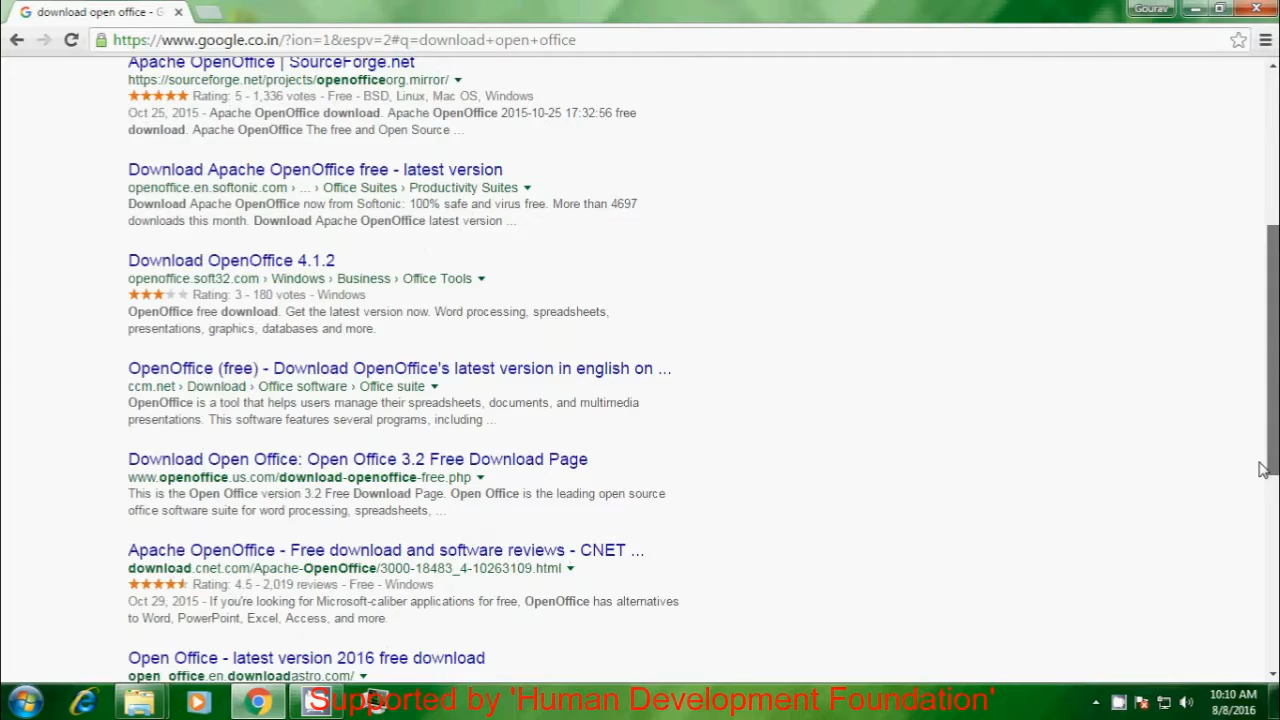 download open office - G
Gourav
https://www.google.co.in/?ion=1&espv=2#q=download+open+office
Apache OpenOffice | SourceForge.net
https://sourceforge.net/projects/openofficeorg.mirror/
Rating: 5 - 1,336 votes - Free - BSD, Linux, Mac OS, Windows
Oct 25, 2015 - Apache OpenOffice download. Apache OpenOffice 2015-10-25 17:32:56 free
download. Apache OpenOffice The free and Open Source ...
Download Apache OpenOffice free - latest version
openoffice.en.softonic.com › ... › Office Suites › Productivity Suites
Download Apache OpenOffice now from Softonic: 100% safe and virus free. More than 4697
downloads this month. Download Apache OpenOffice latest version ...
Download OpenOffice 4.1.2
openoffice.soft32.com › Windows › Business › Office Tools
Rating: 3 - 180 votes - Windows
OpenOffice free download. Get the latest version now. Word processing, spreadsheets,
presentations, graphics, databases and more.
OpenOffice (free) - Download OpenOffice's latest version in english on ...
ccm.net › Download › Office software › Office suite
OpenOffice is a tool that helps users manage their spreadsheets, documents, and multimedia
presentations. This software features several programs, including ...
Download Open Office: Open Office 3.2 Free Download Page
www.openoffice.us.com/download-openoffice-free.php
This is the Open Office version 3.2 Free Download Page. Open Office is the leading open source
office software suite for word processing, spreadsheets, ...
Apache OpenOffice - Free download and software reviews - CNET ...
download.cnet.com/Apache-OpenOffice/3000-18483_4-10263109.html
Rating: 4.5 - 2,019 reviews - Free - Windows
Oct 29, 2015 - If you're looking for Microsoft-caliber applications for free, OpenOffice has alternatives
to Word, PowerPoint, Excel, Access, and more.
Open Office - latest version 2016 free download
open_office.en.downloadastro.com/
Supported by 'Human Development Foundation'
10:10 AM
8/8/2016